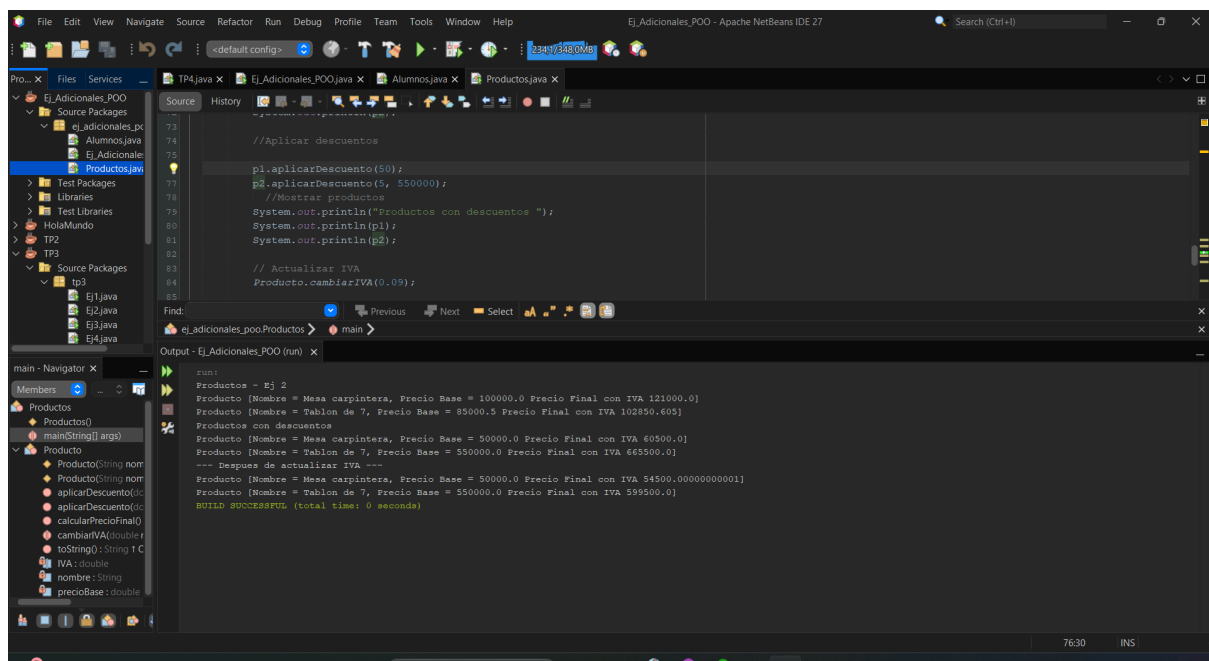 File Edit View Navigate Source Refactor Run Debug Profile Team Tools Window Help
Ej_Adicionales_POO - Apache NetBeans IDE 27
Search (Ctrl+I)
<default config>
234,1/348,0MB
Pro...
Files
Services
TP4.java
Ej_Adicionales_POO.java
Alumnos.java
Productos.java
Ej_Adicionales_POO
Source Packages
ej_adicionales_po
Alumnos.java
Ej_Adicionale
Productos.java
Test Packages
Libraries
Test Libraries
HolaMundo
TP2
TP3
Source Packages
tp3
Ej1.java
Ej2.java
Ej3.java
Ej4.java
Source History
73
74 //Aplicar descuentos
75
p1.aplicarDescuento(50);
77 p2.aplicarDescuento(5, 550000);
78 //Mostrar productos
79 System.out.println("Productos con descuentos ");
80 System.out.println(p1);
81 System.out.println(p2);
82
83 // Actualizar IVA
84 Producto.cambiarIVA(0.09);
85
Find:
Previous Next Select
ej_adicionales_poo.Productos
main
main - Navigator
Members
Productos
Productos()
main(String[] args)
Producto
Producto(String nom
Producto(String nom
aplicarDescuento(do
aplicarDescuento(do
calcularPrecioFinal()
cambiarIVA(double
toString() : String ↑ C
IVA : double
nombre : String
precioBase : double
Output - Ej_Adicionales_POO (run)
run:
Productos - Ej 2
Producto [Nombre = Mesa carpintera, Precio Base = 100000.0 Precio Final con IVA 121000.0]
Producto [Nombre = Tablon de 7, Precio Base = 85000.5 Precio Final con IVA 102850.605]
Productos con descuentos
Producto [Nombre = Mesa carpintera, Precio Base = 50000.0 Precio Final con IVA 60500.0]
Producto [Nombre = Tablon de 7, Precio Base = 550000.0 Precio Final con IVA 665500.0]
--- Despues de actualizar IVA ---
Producto [Nombre = Mesa carpintera, Precio Base = 50000.0 Precio Final con IVA 54500.00000000001]
Producto [Nombre = Tablon de 7, Precio Base = 550000.0 Precio Final con IVA 599500.0]
BUILD SUCCESSFUL (total time: 0 seconds)
76:30
INS